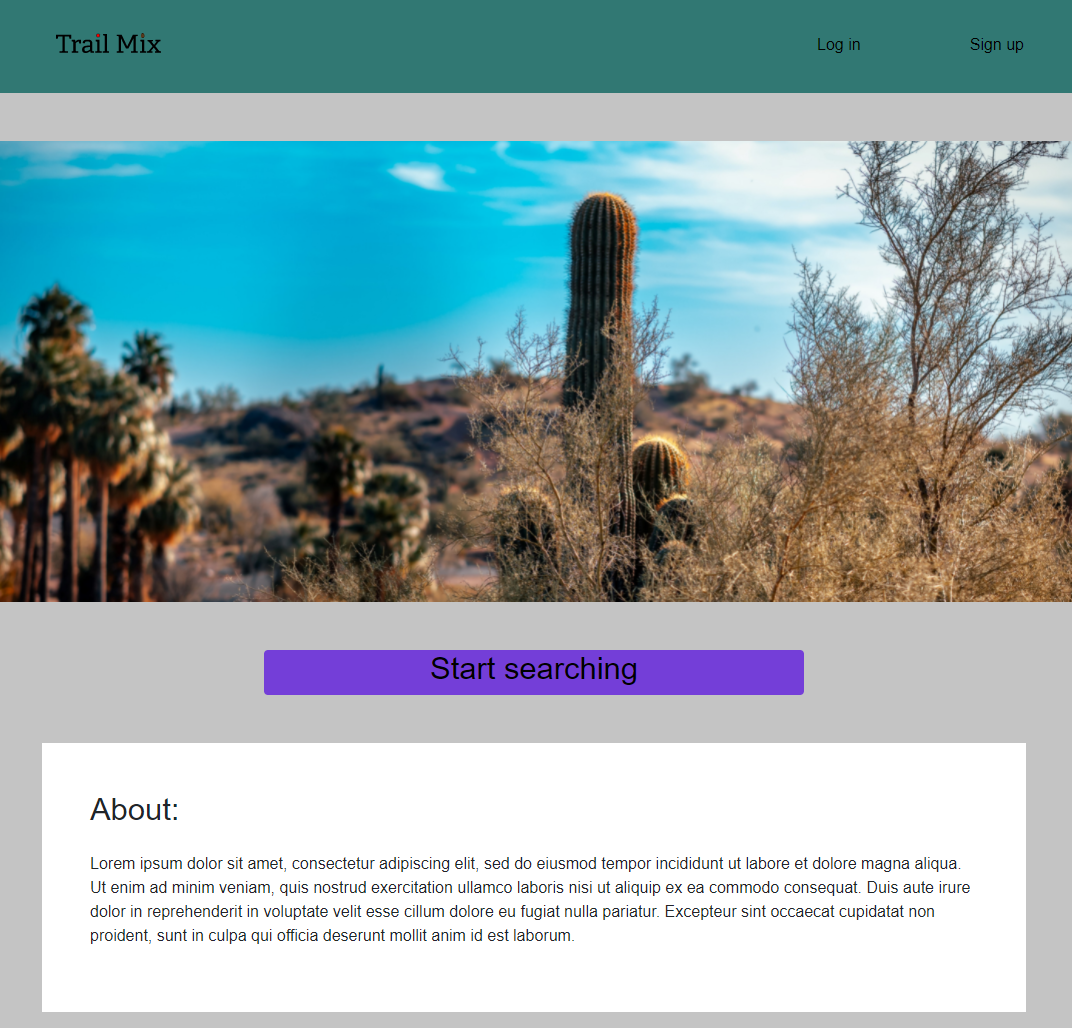 Trail Mix
Log in
Sign up
Start searching
About:
Lorem ipsum dolor sit amet, consectetur adipiscing elit, sed do eiusmod tempor incididunt ut labore et dolore magna aliqua.
Ut enim ad minim veniam, quis nostrud exercitation ullamco laboris nisi ut aliquip ex ea commodo consequat. Duis aute irure
dolor in reprehenderit in voluptate velit esse cillum dolore eu fugiat nulla pariatur. Excepteur sint occaecat cupidatat non
proident, sunt in culpa qui officia deserunt mollit anim id est laborum.